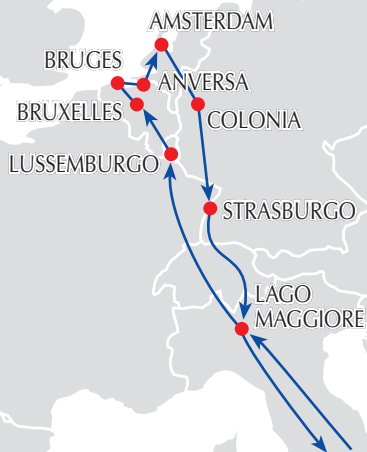 AMSTERDAM
BRUGES
ANVERSA
BRUXELLES
COLONIA
LUSSEMBURGO
STRASBURGO
LAGO
MAGGIORE